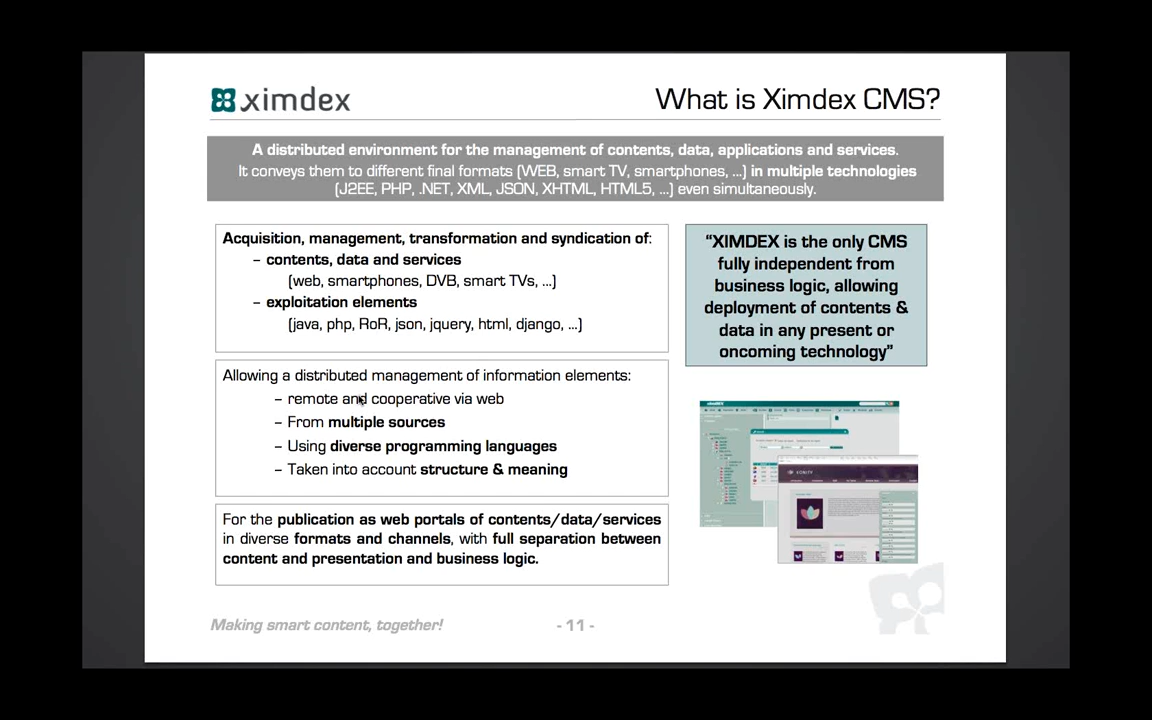 ximdex
What is Ximdex CMS?
A distributed environment for the management of contents, data, applications and services.
It conveys them to different final formats (WEB, smart TV, smartphones, ...) in multiple technologies
(J2EE, PHP, .NET, XML, JSON, XHTML, HTML5, ...) even simultaneously.
Acquisition, management, transformation and syndication of:
– contents, data and services
(web, smartphones, DVB, smart TVs, ...)
– exploitation elements
(java, php, RoR, json, jquery, html, django, ...)
Allowing a distributed management of information elements:
– remote and cooperative via web
– From multiple sources
– Using diverse programming languages
– Taken into account structure & meaning
For the publication as web portals of contents/data/services
in diverse formats and channels, with full separation between
content and presentation and business logic.
“XIMDEX is the only CMS
fully independent from
business logic, allowing
deployment of contents &
data in any present or
oncoming technology”
Making smart content, together!
- 11 -